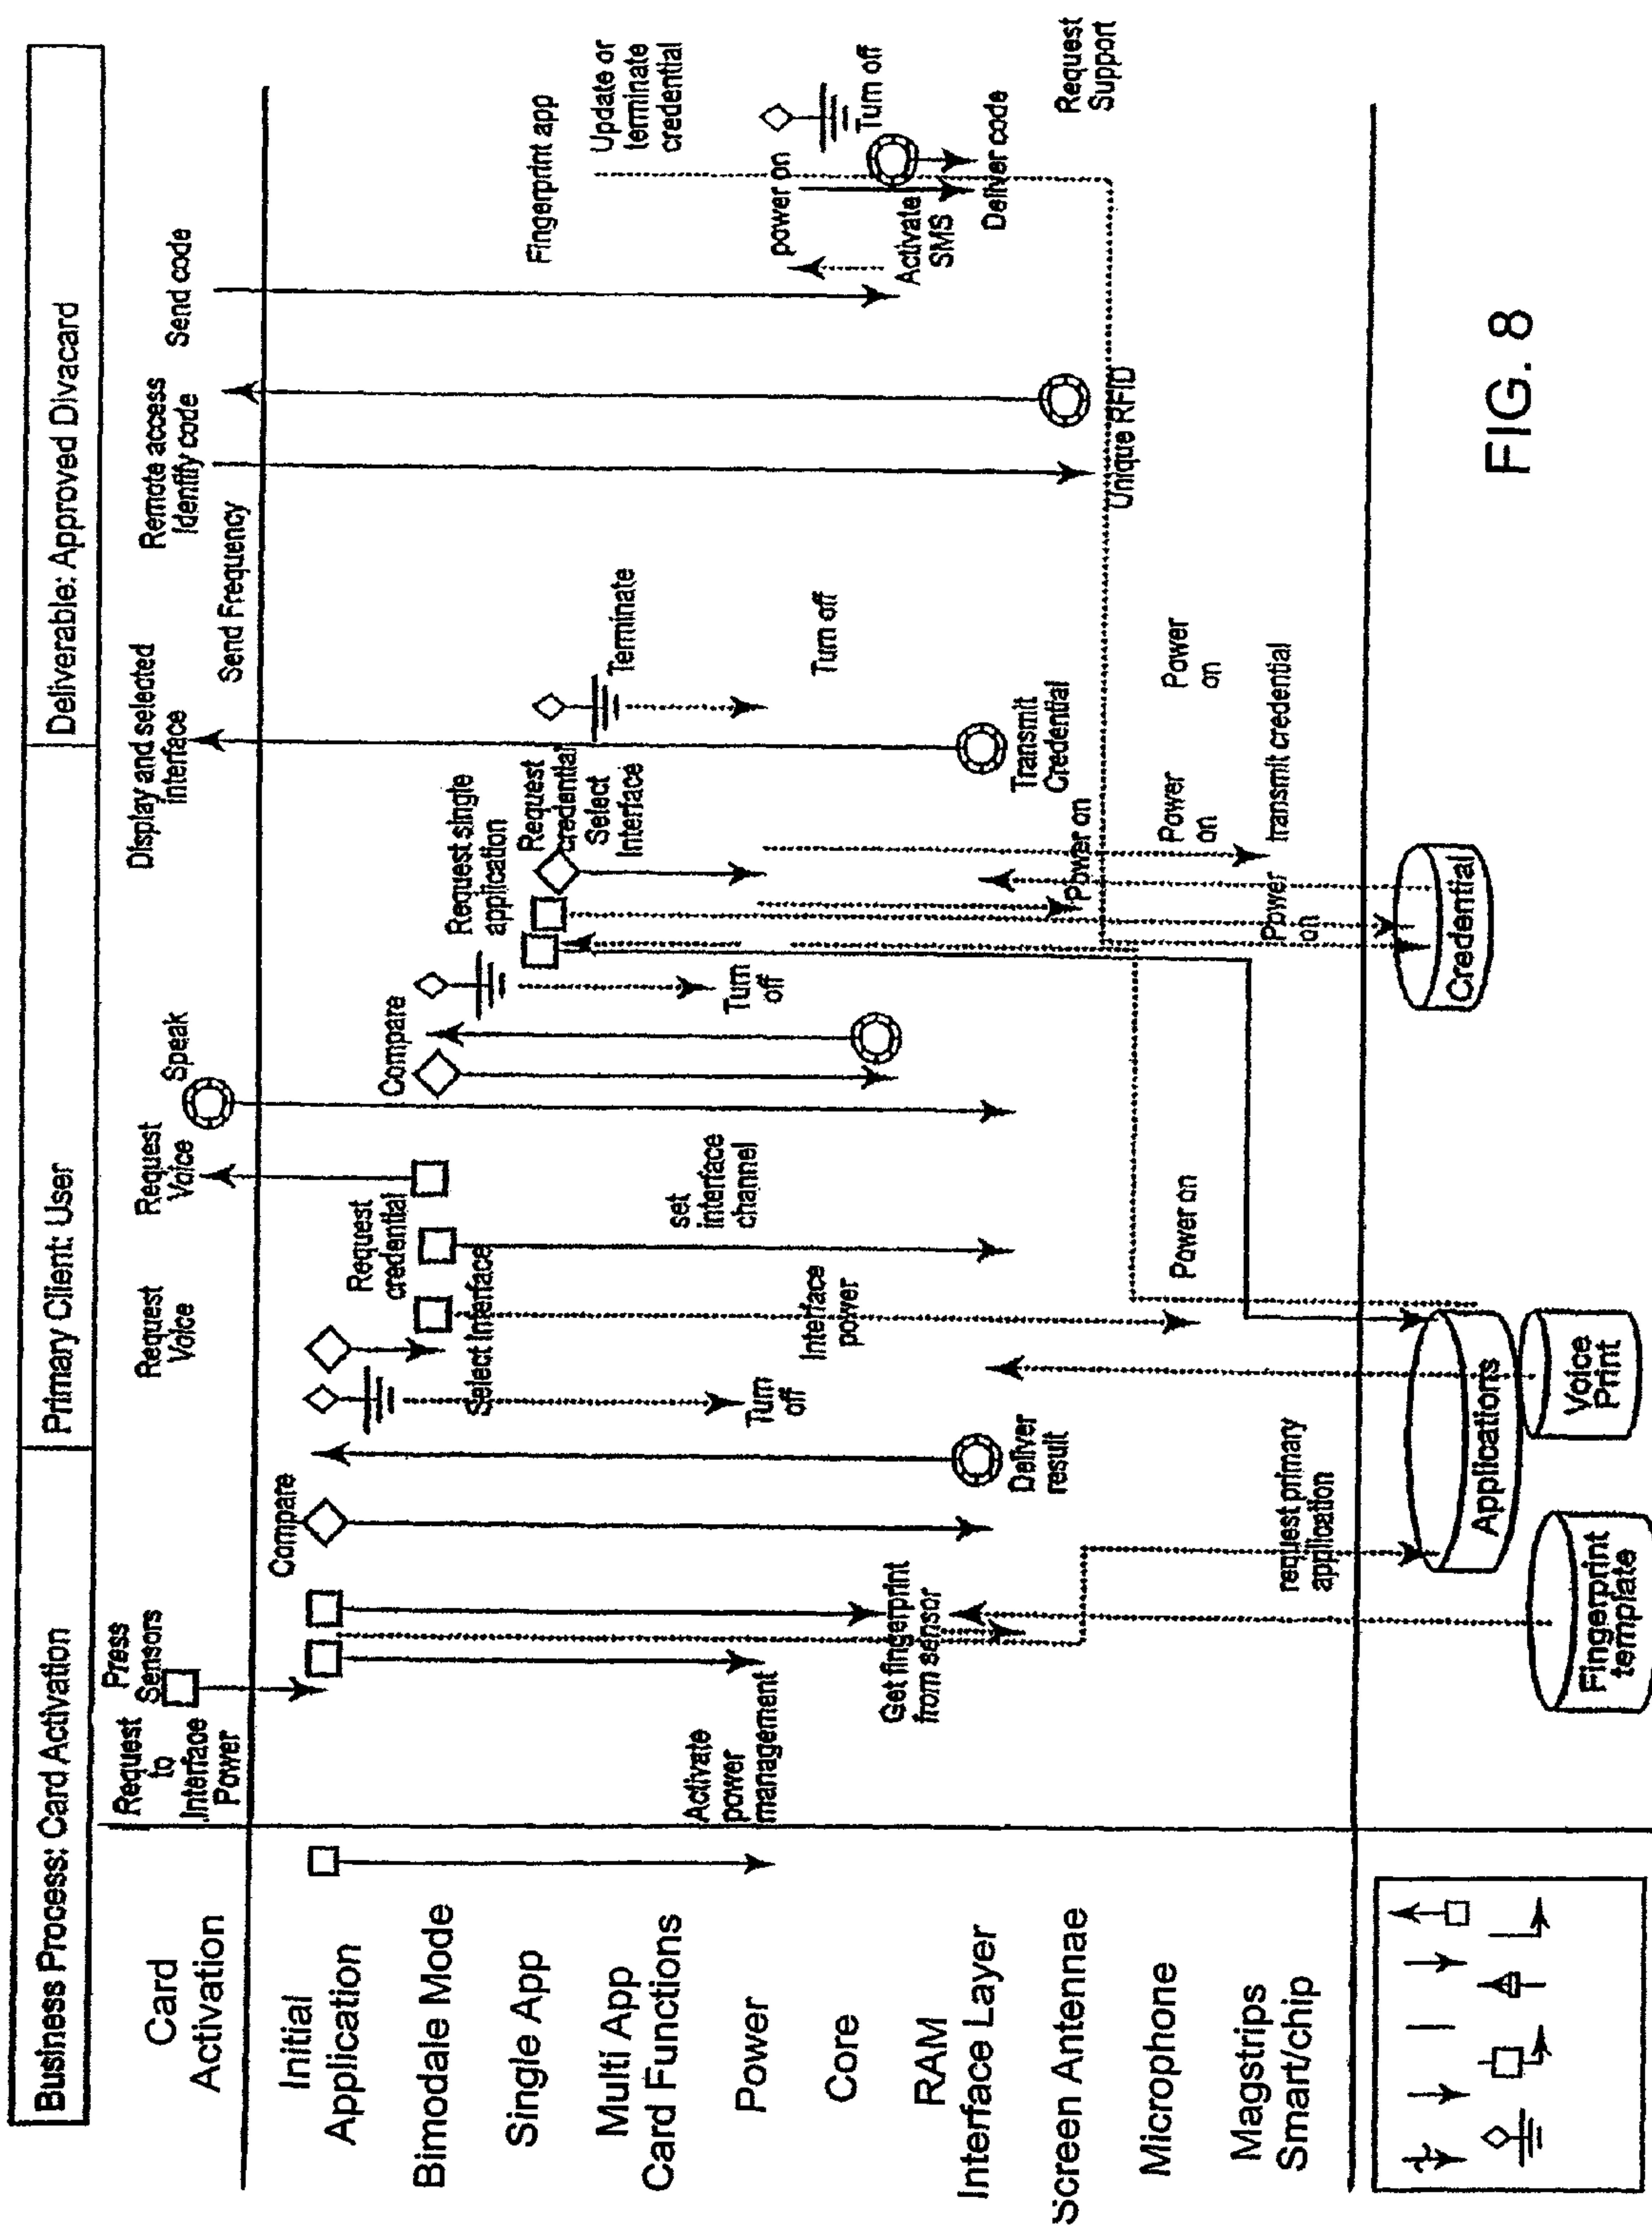 Business Process: Card Activation
Primary Client: User
Deliverable: Approved Divacard
Card
Activation
Request
to
Interface
Power
Press
Sensors
Request
Voice
Request
Voice
Speak
Display and selected
interface
Send Frequency
Remote access
Identify code
Send code
Initial
Application
Compare
Bimodale Mode
Request
credential
Select Interface
Compare
Single App
Request single
application
Request
credential
Select
Interface
Fingerprint app
Multi App
Card Functions
Terminate
Update or
terminate
credential
Power
Activate
power
management
Turn
off
set
interface
channel
Turn
off
Turn off
power on
Turn off
Core
Interface
power
RAM
Interface Layer
Get fingerprint
from sensor
Deliver
result
Transmit
Credential
Activate
SMS
Deliver code
Screen Antennae
Power on
Unique RFID
Request
Support
Microphone
Power on
Power
on
Power
on
Magstrips
Smart/chip
request primary
application
Power
on
transmit credential
Fingerprint
template
Applications
Voice
Print
Credential
FIG. 8